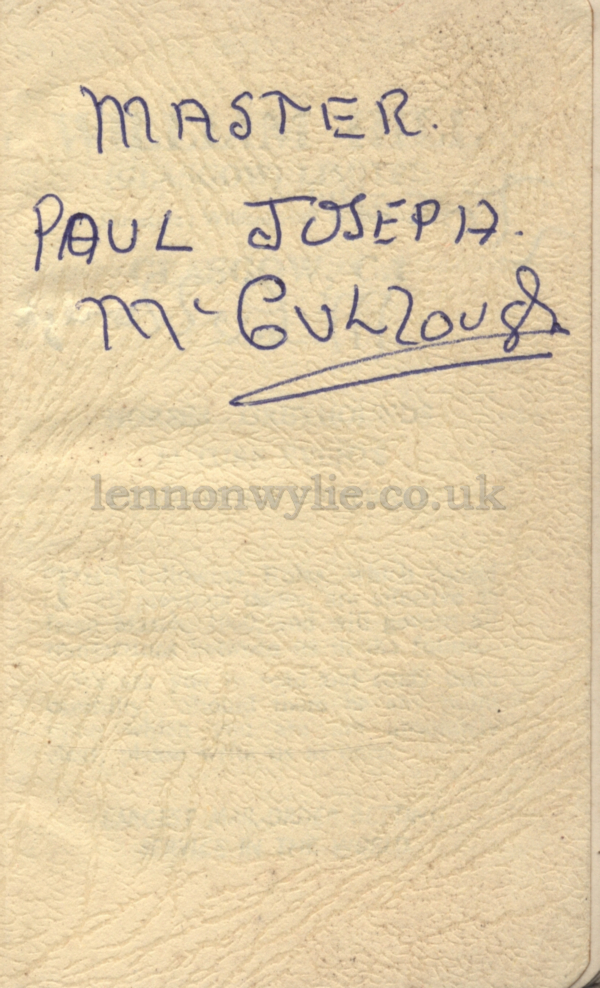 MASTER.
PAUL JOSEPH.
McCULLOUGH
lennonwylie.co.uk